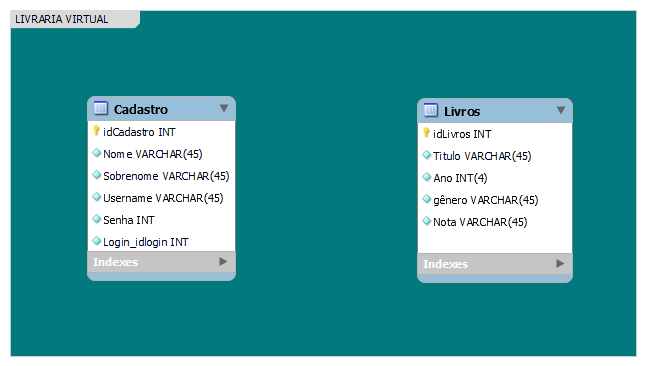 LIVRARIA VIRTUAL
Cadastro
idCadastro INT
Nome VARCHAR(45)
Sobrenome VARCHAR(45)
Username VARCHAR(45)
Senha INT
Login_idlogin INT
Indexes
Livros
idLivros INT
Titulo VARCHAR(45)
Ano INT(4)
gênero VARCHAR(45)
Nota VARCHAR(45)
Indexes